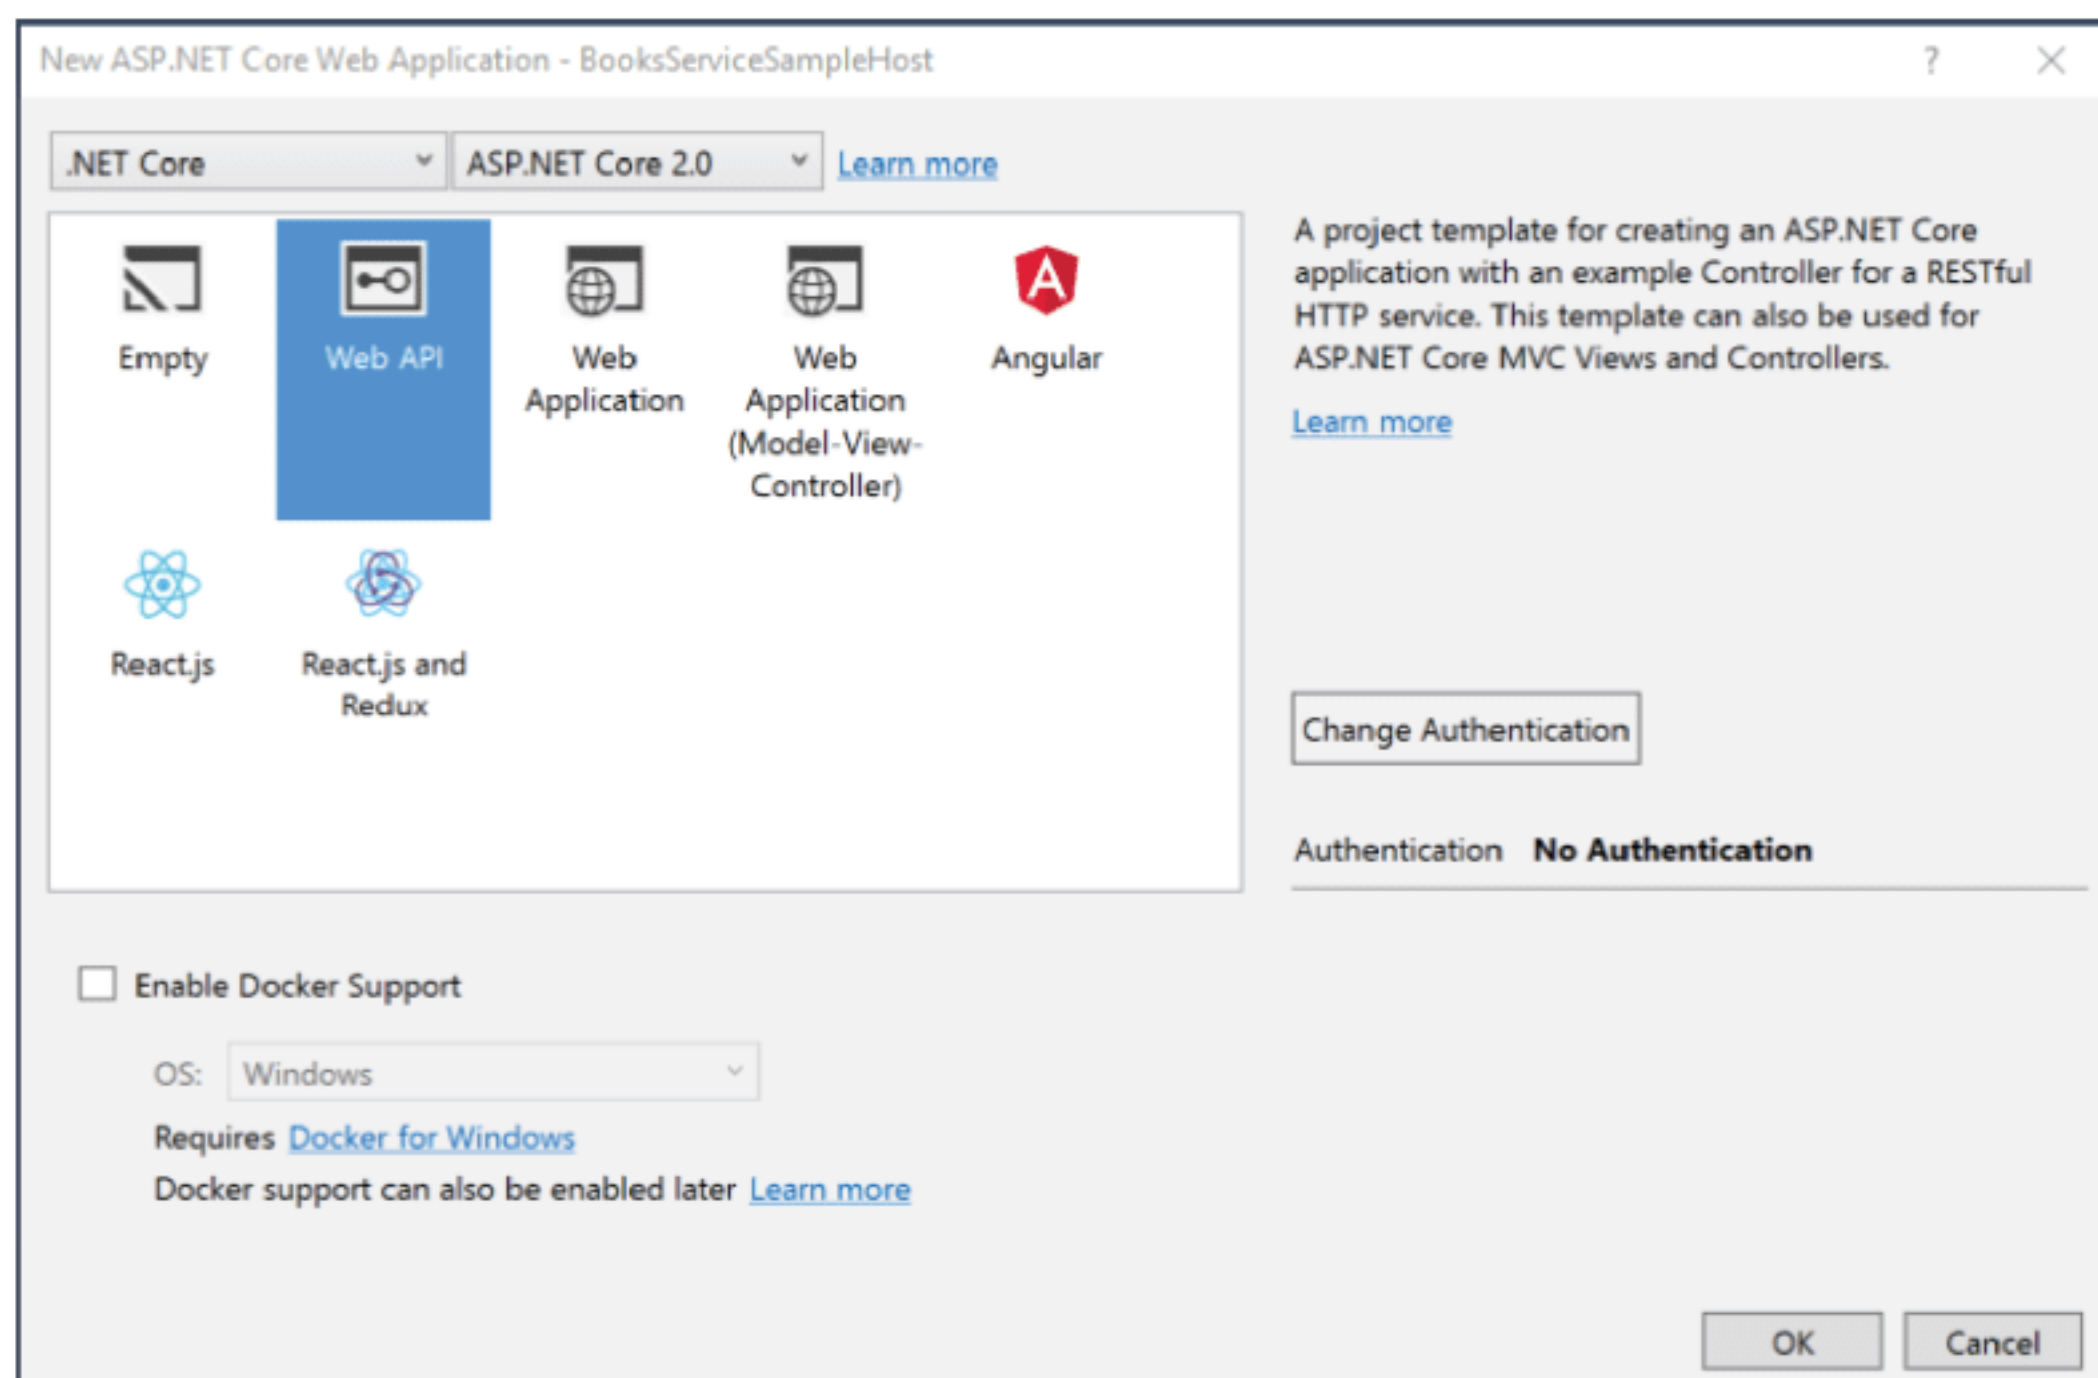 New ASP.NET Core Web Application - BooksServiceSampleHost
?
.NET Core
ASP.NET Core 2.0
Learn more
Empty
Web API
Web
Application
Web
Application
(Model-View-
Controller)
Angular
React.js
React.js and
Redux
A project template for creating an ASP.NET Core
application with an example Controller for a RESTful
HTTP service. This template can also be used for
ASP.NET Core MVC Views and Controllers.
Learn more
Change Authentication
Authentication No Authentication
Enable Docker Support
OS: Windows
Requires Docker for Windows
Docker support can also be enabled later Learn more
OK
Cancel